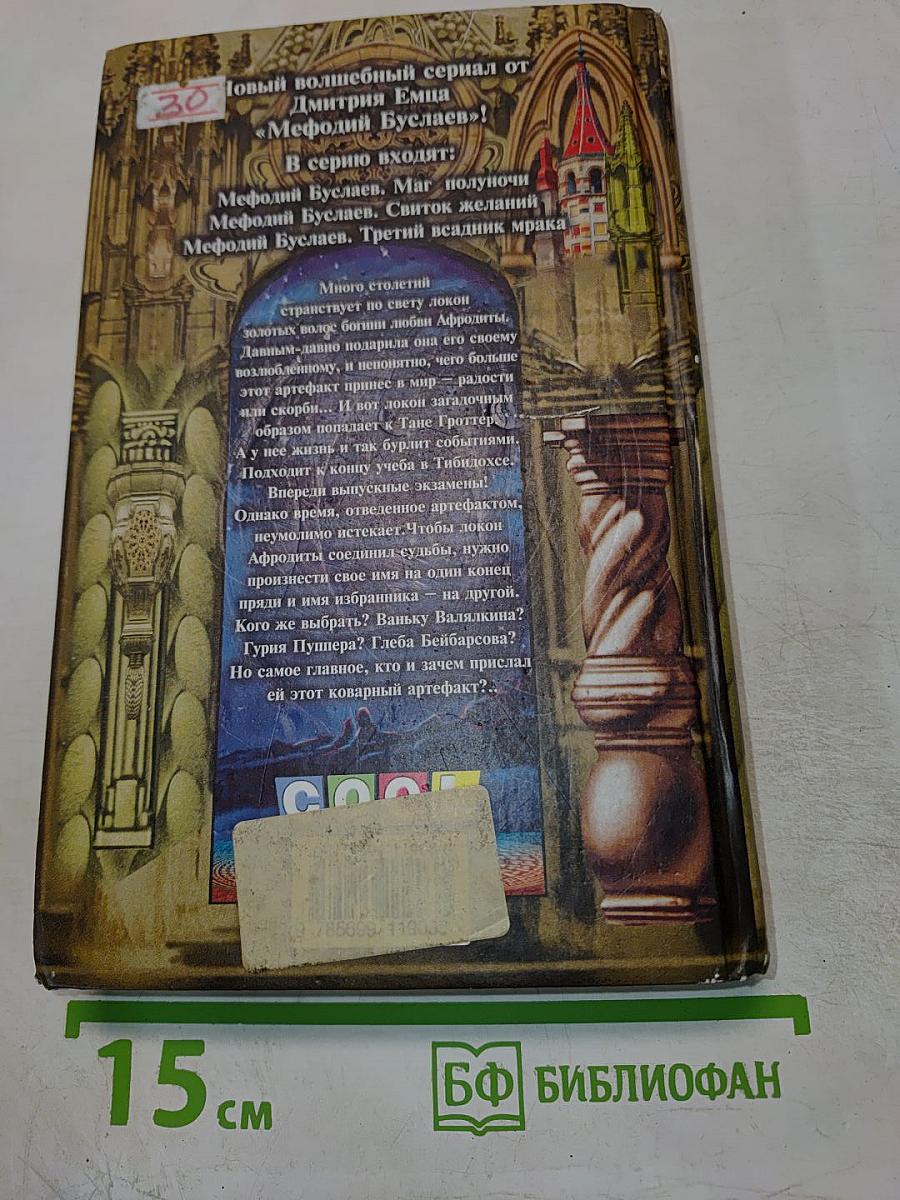 30
Новый волшебный сериал от
Дмитрия Емца
«Мефодий Буслаев»!
В серию входят:
Мефодий Буслаев. Маг полуночи
Мефодий Буслаев. Свиток желаний
Мефодий Буслаев. Третий всадник мрака
Много столетий
странствует по свету локон
золотых волос богини любви Афродиты.
Давным-давно подарила она его своему
возлюбленному, и непонятно, чего больше
этот артефакт принес в мир — радости
или скорби... И вот локон загадочным
образом попадает к Тане Гроттер...
А у нее жизнь и так бурлит событиями.
Подходит к концу учеба в Тибидохсе.
Впереди выпускные экзамены!
Однако время, отведенное артефактом,
неумолимо истекает.Чтобы локон
Афродиты соединил судьбы, нужно
произнести свое имя на один конец
пряди и имя избранника — на другой.
Кого же выбрать? Ваньку Валялкина?
Гурия Пуппера? Глеба Бейбарсова?
Но самое главное, кто и зачем прислал
ей этот коварный артефакт?..
15 см
БФ БИБЛИОФАН